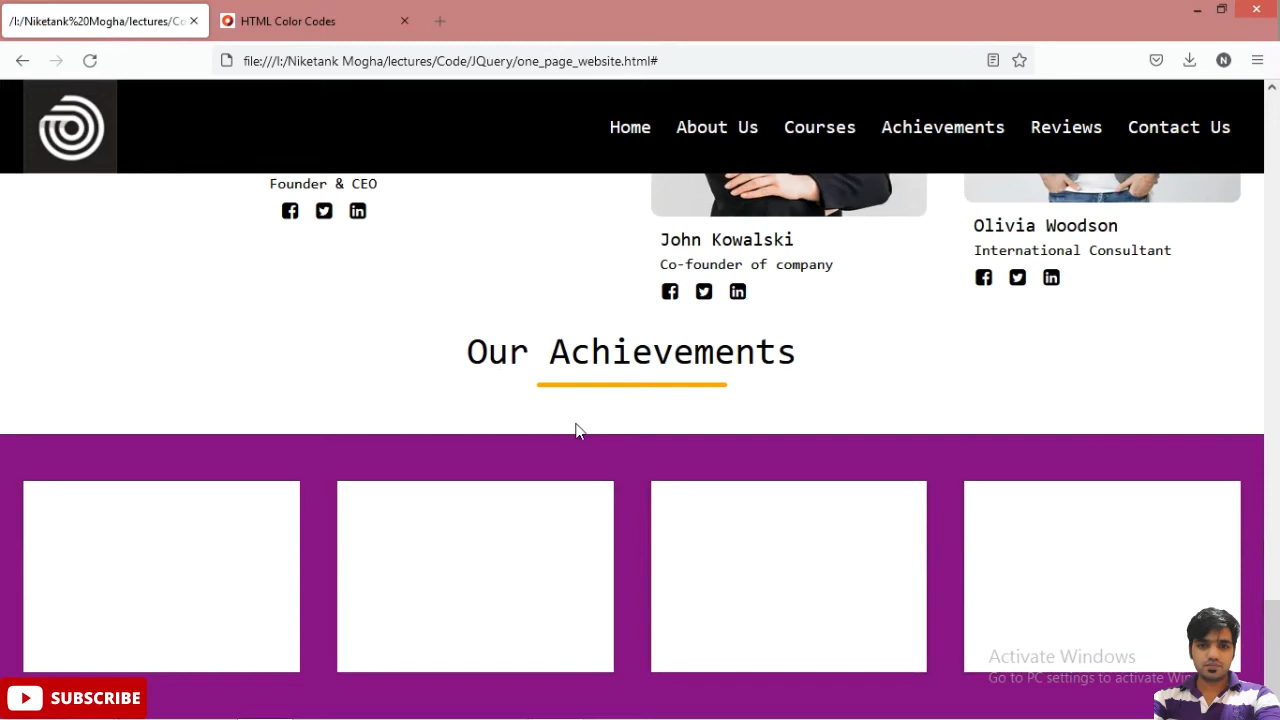 /I:/Niketank%20Mogha/lectures/Co
HTML Color Codes
file:///I:/Niketank Mogha/lectures/Code/JQuery/one_page_website.html#
N
Home About Us Courses Achievements Reviews Contact Us
Founder & CEO
John Kowalski
Co-founder of company
Olivia Woodson
International Consultant
Our Achievements
Activate Windows
Go to PC settings to activate Wi
SUBSCRIBE